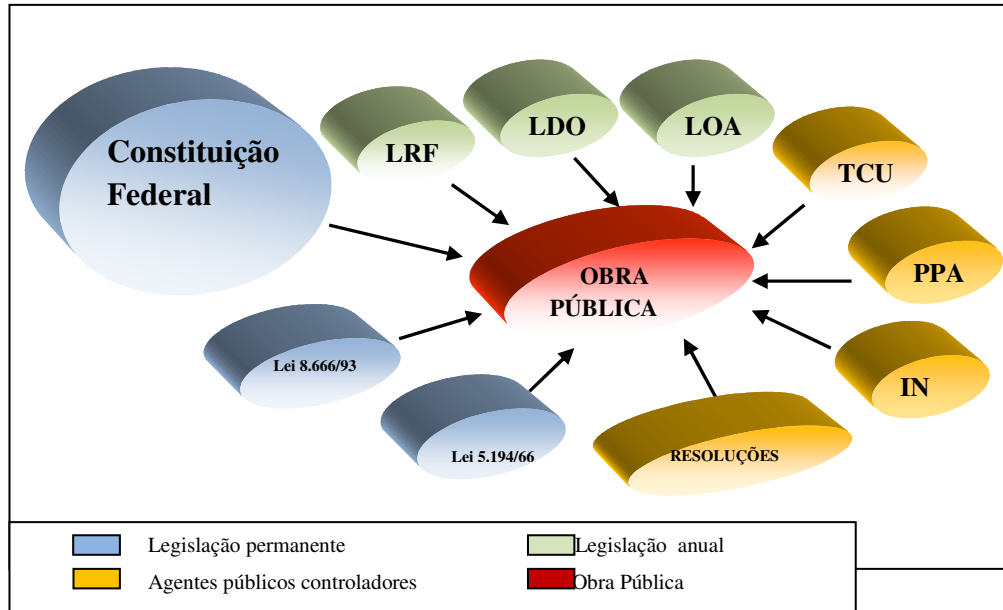 Constituição
Federal
LRF
LDO
LOA
TCU
OBRA
PÚBLICA
PPA
Lei 8.666/93
IN
Lei 5.194/66
RESOLUÇÕES
Legislação permanente
Legislação anual
Agentes públicos controladores
Obra Pública